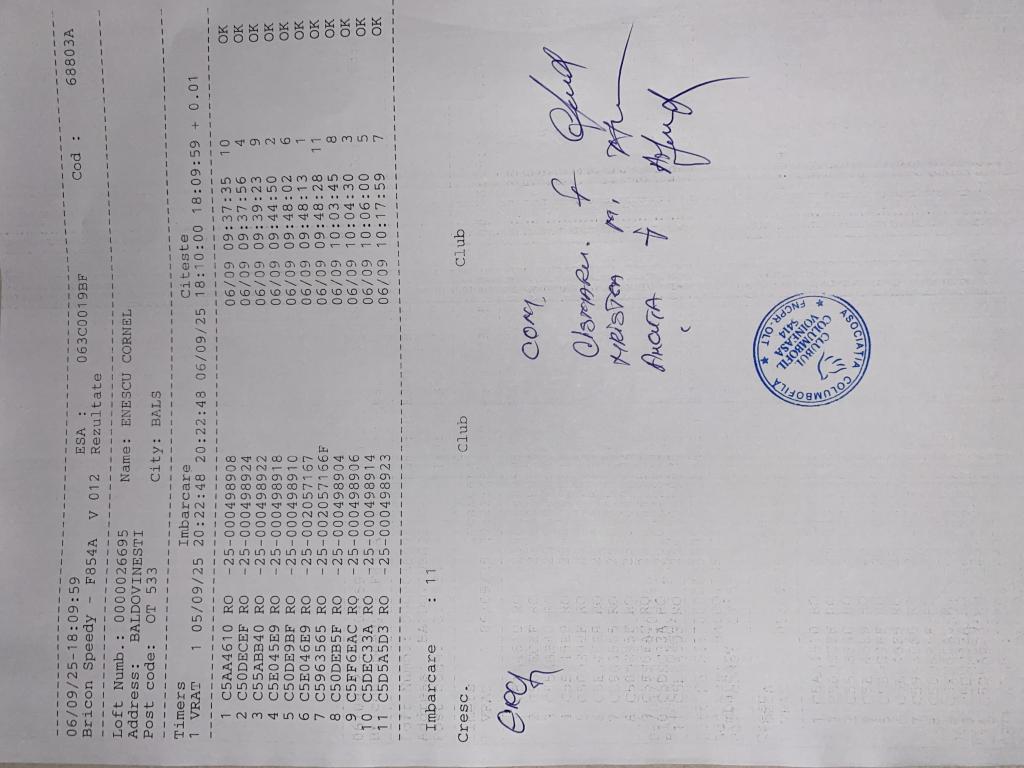 06/09/25-18:09:59
Bricon Speedy - F854A V 012 ESA : 063C0019BF Cod : 68803A
Rezultate
Loft Numb.: 0000026695 Name: ENESCU CORNEL
Address: BALDOVINESTI
Post code: OT 533 City: BALS
Timers Imbarcare Citeste
1 VRAT 1 05/09/25 20:22:48 20:22:48 06/09/25 18:10:00 18:09:59 + 0.01
1 C5AA4610 RO -25-000498908 06/09 09:37:35 10 OK
2 C50DECEF RO -25-000498924 06/09 09:37:56 4 OK
3 C55ABB40 RO -25-000498922 06/09 09:39:23 9 OK
4 C5E045E9 RO -25-000498918 06/09 09:44:50 2 OK
5 C50DE9BF RO -25-000498910 06/09 09:48:02 6 OK
6 C5E046E9 RO -25-002057167 06/09 09:48:13 1 OK
7 C5963565 RO -25-002057166F 06/09 09:48:28 11 OK
8 C50DEB5F RO -25-000498904 06/09 10:03:45 8 OK
9 C5FF6EAC RO -25-000498906 06/09 10:04:30 3 OK
10 C5DEC33A RO -25-000498914 06/09 10:06:00 5 OK
11 C5D5A5D3 RO -25-000498923 06/09 10:17:59 7 OK
Imbarcare : 11
Cresc. Club Club
COM,
ASOCIATIA COLUMBOFILA
FNCPR-OLT
CLUBUL
COLUMBOFIL
VOINEASA
5418